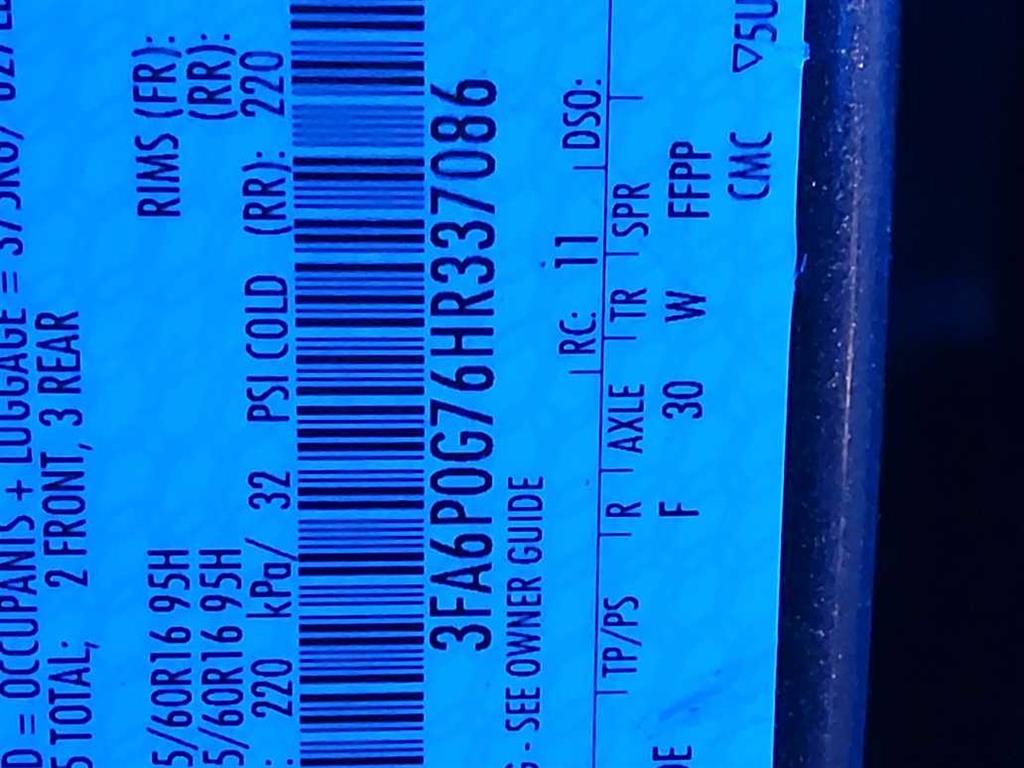 = OCCUPANTS + LUGGAGE =
5 TOTAL; 2 FRONT, 3 REAR
5/60R16 95H RIMS (FR):
5/60R16 95H (RR):
: 220 kPa/ 32 PSI COLD (RR): 220
3FA6P0G76HR337086
- SEE OWNER GUIDE
RC: 11 DSO:
TP/PS R AXLE TR SPR
F 30 W FFPP
CMC ▽5U